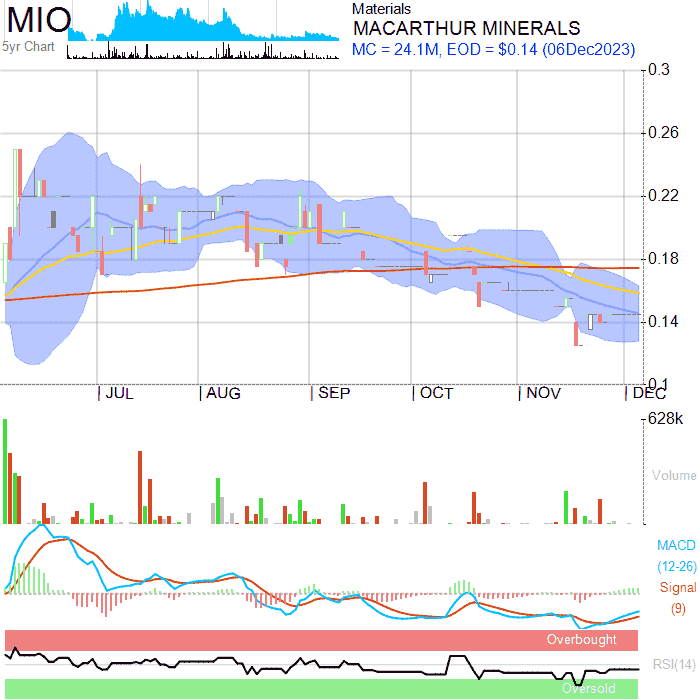 MIO
5yr Chart
Materials
MACARTHUR MINERALS
MC = 24.1M, EOD = $0.14 (06Dec2023)
0.3
0.26
0.22
0.18
0.14
0.1
JUL AUG SEP OCT NOV DEC
628k
Volume
MACD
(12-26)
Signal
(9)
Overbought
RSI(14)
Oversold